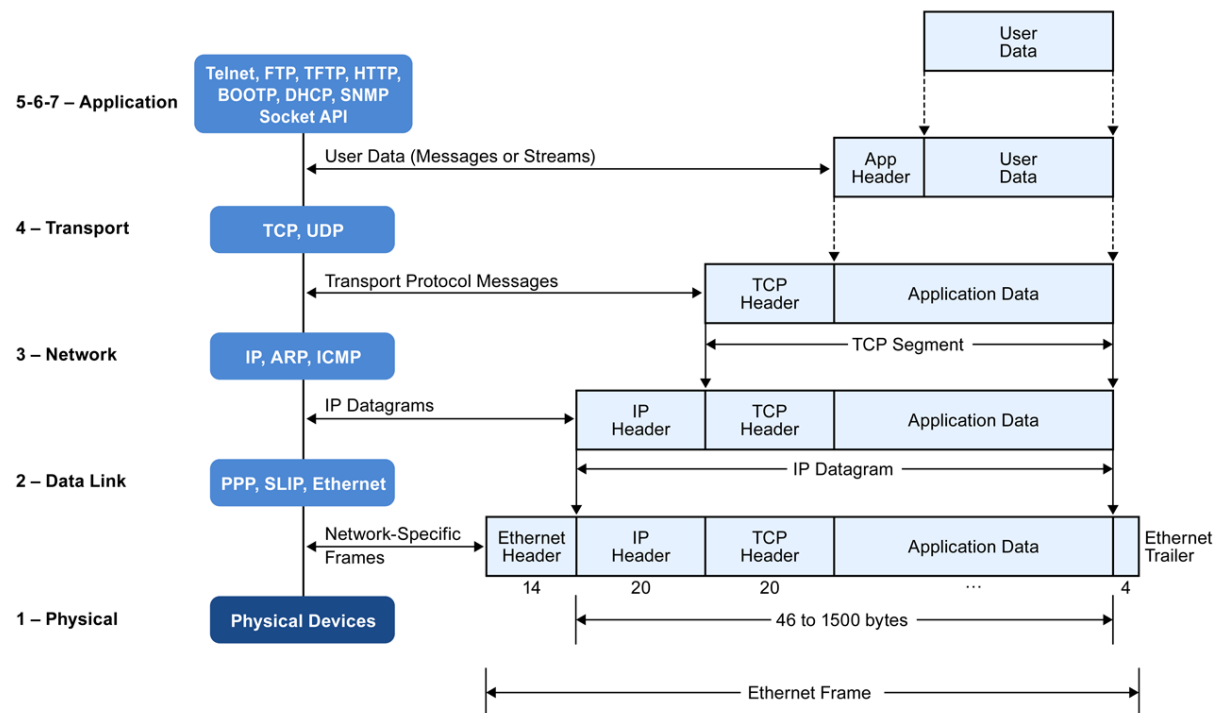 User
Data
Telnet, FTP, TFTP, HTTP,
BOOTP, DHCP, SNMP
Socket API
5-6-7 – Application
User Data (Messages or Streams)
App
Header
User
Data
4 – Transport
TCP, UDP
Transport Protocol Messages
TCP
Header
Application Data
TCP Segment
3 – Network
IP, ARP, ICMP
IP Datagrams
IP
Header
TCP
Header
Application Data
IP Datagram
2 – Data Link
PPP, SLIP, Ethernet
Network-Specific
Frames
Ethernet
Header
IP
Header
TCP
Header
Application Data
Ethernet
Trailer
14
20
20
...
4
1 – Physical
Physical Devices
46 to 1500 bytes
Ethernet Frame